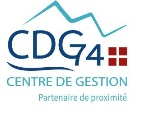 CDG74
CENTRE DE GESTION
Partenaire de proximité